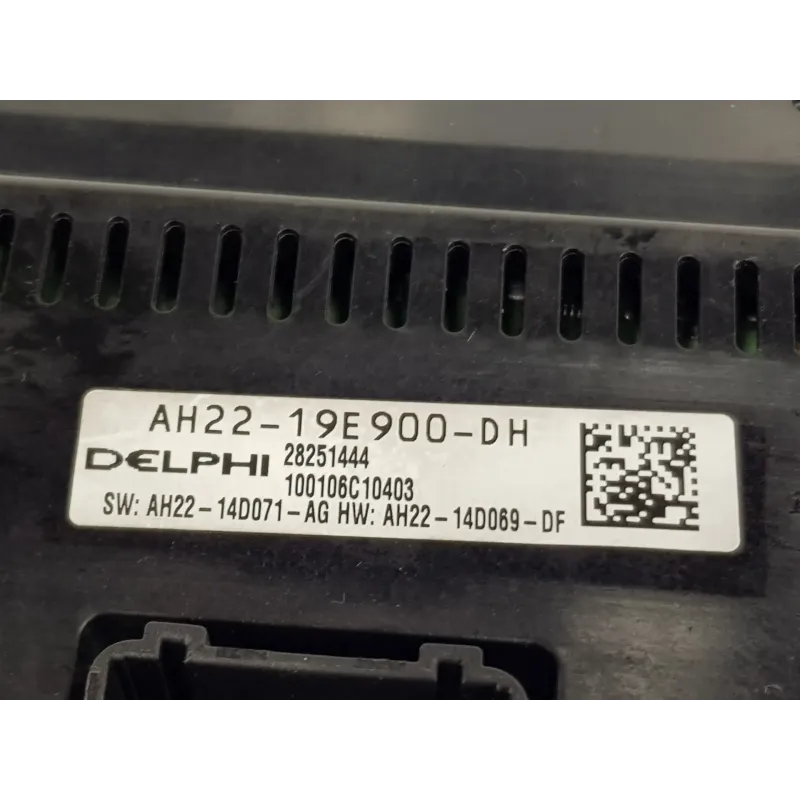 AH22-19E900-DH
DELPHI 28251444
100106C10403
SW: AH22-14D071-AG HW: AH22-14D069-DF